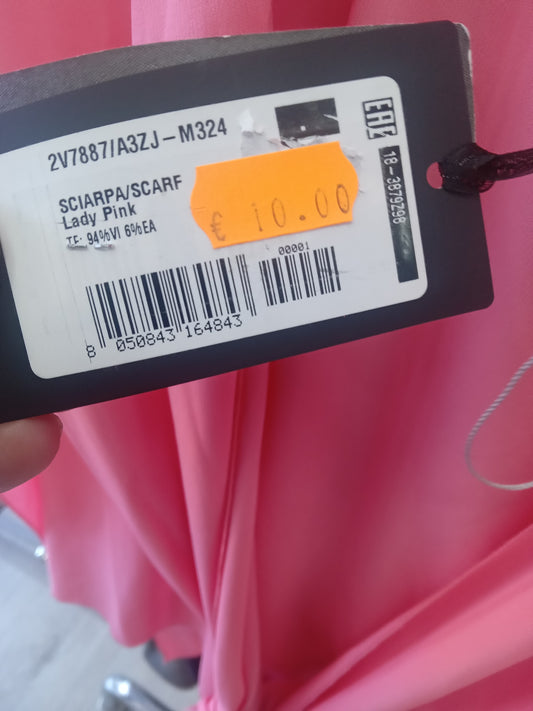 2V7887/A3ZJ-M324
EAC
SCIARPA/SCARF
Lady Pink
TE: 94%VI 6%EA
€ 10.00
18-3879298
00001
8 050843 164843